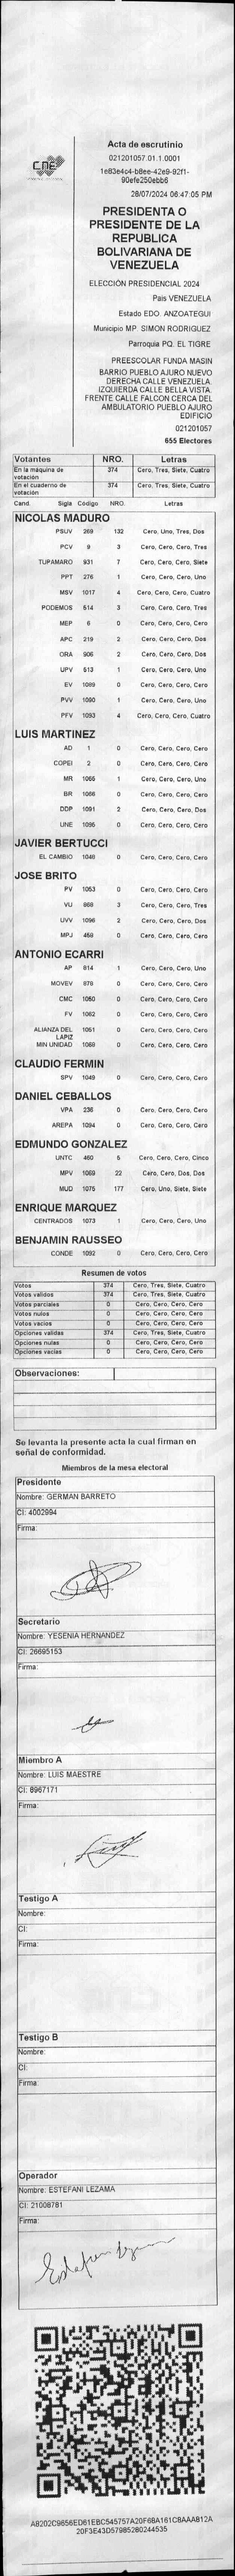 CNE
Acta de escrutinio
021201057.01.1.0001
1e83e4c4-b8ee-42e9-92f1-
90efe250ebb6
28/07/2024 06:47:05 PM
PRESIDENTA O
PRESIDENTE DE LA
REPUBLICA
BOLIVARIANA DE
VENEZUELA
ELECCIÓN PRESIDENCIAL 2024
Pais VENEZUELA
Estado EDO. ANZOATEGUI
Municipio MP. SIMON RODRIGUEZ
Parroquia PQ. EL TIGRE
PREESCOLAR FUNDA MASIN
BARRIO PUEBLO AJURO NUEVO
DERECHA CALLE VENEZUELA.
IZQUIERDA CALLE BELLA VISTA.
FRENTE CALLE FALCON CERCA DEL
AMBULATORIO PUEBLO AJURO
EDIFICIO
021201057
655 Electores
Votantes NRO. Letras
En la máquina de votación 374 Cero, Tres, Siete, Cuatro
En el cuaderno de votación 374 Cero, Tres, Siete, Cuatro
Cand. Sigla Código NRO. Letras
NICOLAS MADURO
PSUV 269 132 Cero, Uno, Tres, Dos
PCV 9 3 Cero, Cero, Cero, Tres
TUPAMARO 931 7 Cero, Cero, Cero, Siete
PPT 276 1 Cero, Cero, Cero, Uno
MSV 1017 4 Cero, Cero, Cero, Cuatro
PODEMOS 514 3 Cero, Cero, Cero, Tres
MEP 6 0 Cero, Cero, Cero, Cero
APC 219 2 Cero, Cero, Cero, Dos
ORA 906 2 Cero, Cero, Cero, Dos
UPV 513 1 Cero, Cero, Cero, Uno
EV 1089 0 Cero, Cero, Cero, Cero
PVV 1090 1 Cero, Cero, Cero, Uno
PFV 1093 4 Cero, Cero, Cero, Cuatro
LUIS MARTINEZ
AD 1 0 Cero, Cero, Cero, Cero
COPEI 2 0 Cero, Cero, Cero, Cero
MR 1065 1 Cero, Cero, Cero, Uno
BR 1066 0 Cero, Cero, Cero, Cero
DDP 1091 2 Cero, Cero, Cero, Dos
UNE 1095 0 Cero, Cero, Cero, Cero
JAVIER BERTUCCI
EL CAMBIO 1048 0 Cero, Cero, Cero, Cero
JOSE BRITO
PV 1053 0 Cero, Cero, Cero, Cero
VU 868 3 Cero, Cero, Cero, Tres
UVV 1096 2 Cero, Cero, Cero, Dos
MPJ 459 0 Cero, Cero, Cero, Cero
ANTONIO ECARRI
AP 814 1 Cero, Cero, Cero, Uno
MOVEV 878 0 Cero, Cero, Cero, Cero
CMC 1050 0 Cero, Cero, Cero, Cero
FV 1062 0 Cero, Cero, Cero, Cero
ALIANZA DEL LAPIZ 1051 0 Cero, Cero, Cero, Cero
MIN UNIDAD 1069 0 Cero, Cero, Cero, Cero
CLAUDIO FERMIN
SPV 1049 0 Cero, Cero, Cero, Cero
DANIEL CEBALLOS
VPA 236 0 Cero, Cero, Cero, Cero
AREPA 1094 0 Cero, Cero, Cero, Cero
EDMUNDO GONZALEZ
UNTC 460 5 Cero, Cero, Cero, Cinco
MPV 22 Cero, Cero, Dos, Dos
MUD 1075 177 Cero, Uno, Siete, Siete
ENRIQUE MARQUEZ
CENTRADOS 1073 1 Cero, Cero, Cero, Uno
BENJAMIN RAUSSEO
CONDE 1092 0 Cero, Cero, Cero, Cero
Resumen de votos
Votos 374 Cero, Tres, Siete, Cuatro
Votos validos 374 Cero, Tres, Siete, Cuatro
Votos parciales 0 Cero, Cero, Cero, Cero
Votos nulos 0 Cero, Cero, Cero, Cero
Votos vacios 0 Cero, Cero, Cero, Cero
Opciones validas 374 Cero, Tres, Siete, Cuatro
Opciones nulas 0 Cero, Cero, Cero, Cero
Opciones vacias 0 Cero, Cero, Cero, Cero
Observaciones:
Se levanta la presente acta la cual firman en
señal de conformidad.
Miembros de la mesa electoral
Presidente
Nombre: GERMAN BARRETO
CI: 4002994
Firma:
Secretario
Nombre: YESENIA HERNANDEZ
CI: 26695153
Firma:
Miembro A
Nombre: LUIS MAESTRE
CI: 8967171
Firma:
Testigo A
Nombre:
CI:
Firma:
Testigo B
Nombre:
CI:
Firma:
Operador
Nombre: ESTEFANI LEZAMA
CI: 21008781
Firma:
A8202C9656ED61EBC545757A20F68A161C8AAA812A
20F3E43D57985280244535